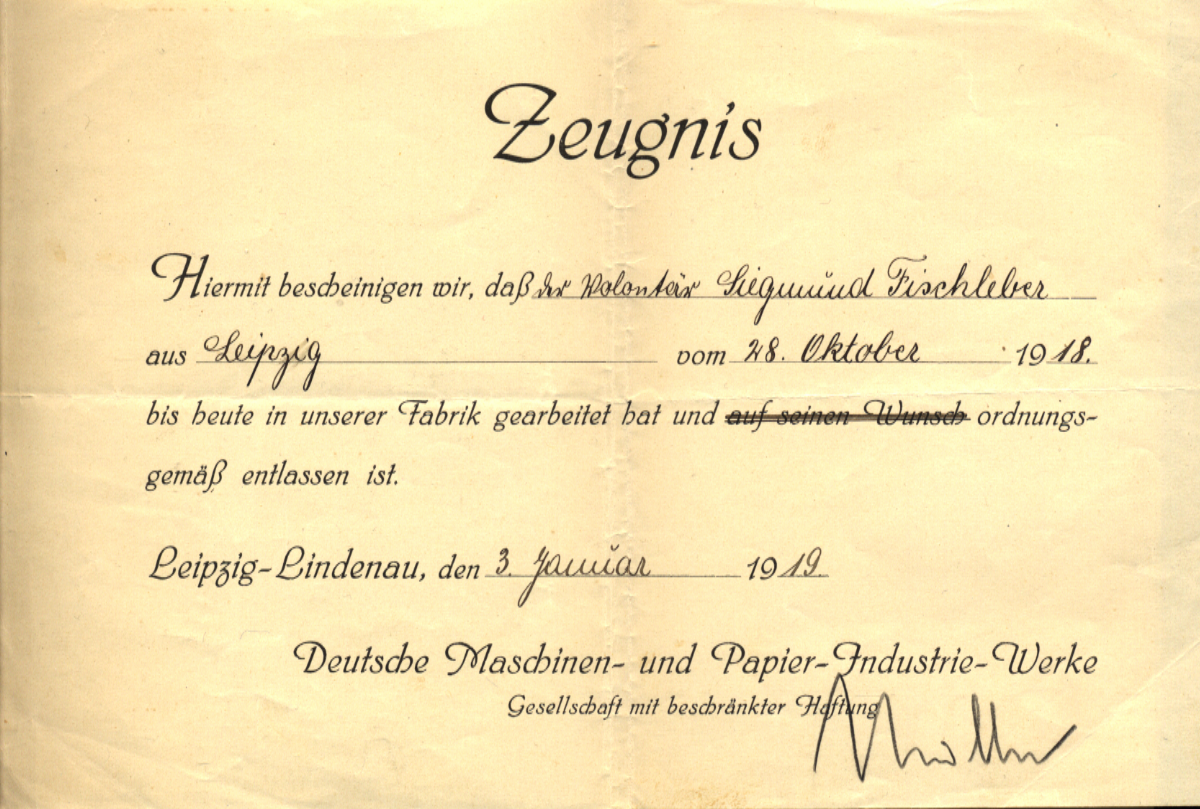 Zeugnis
Hiermit bescheinigen wir, daß der Volontär Siegmund Fischleber
aus Leipzig vom 28. Oktober 1918.
bis heute in unserer Fabrik gearbeitet hat und auf seinen Wunsch ordnungs-
gemäß entlassen ist.
Leipzig-Lindenau, den 3. Januar 1919.
Deutsche Maschinen- und Papier-Industrie-Werke
Gesellschaft mit beschränkter Haftung